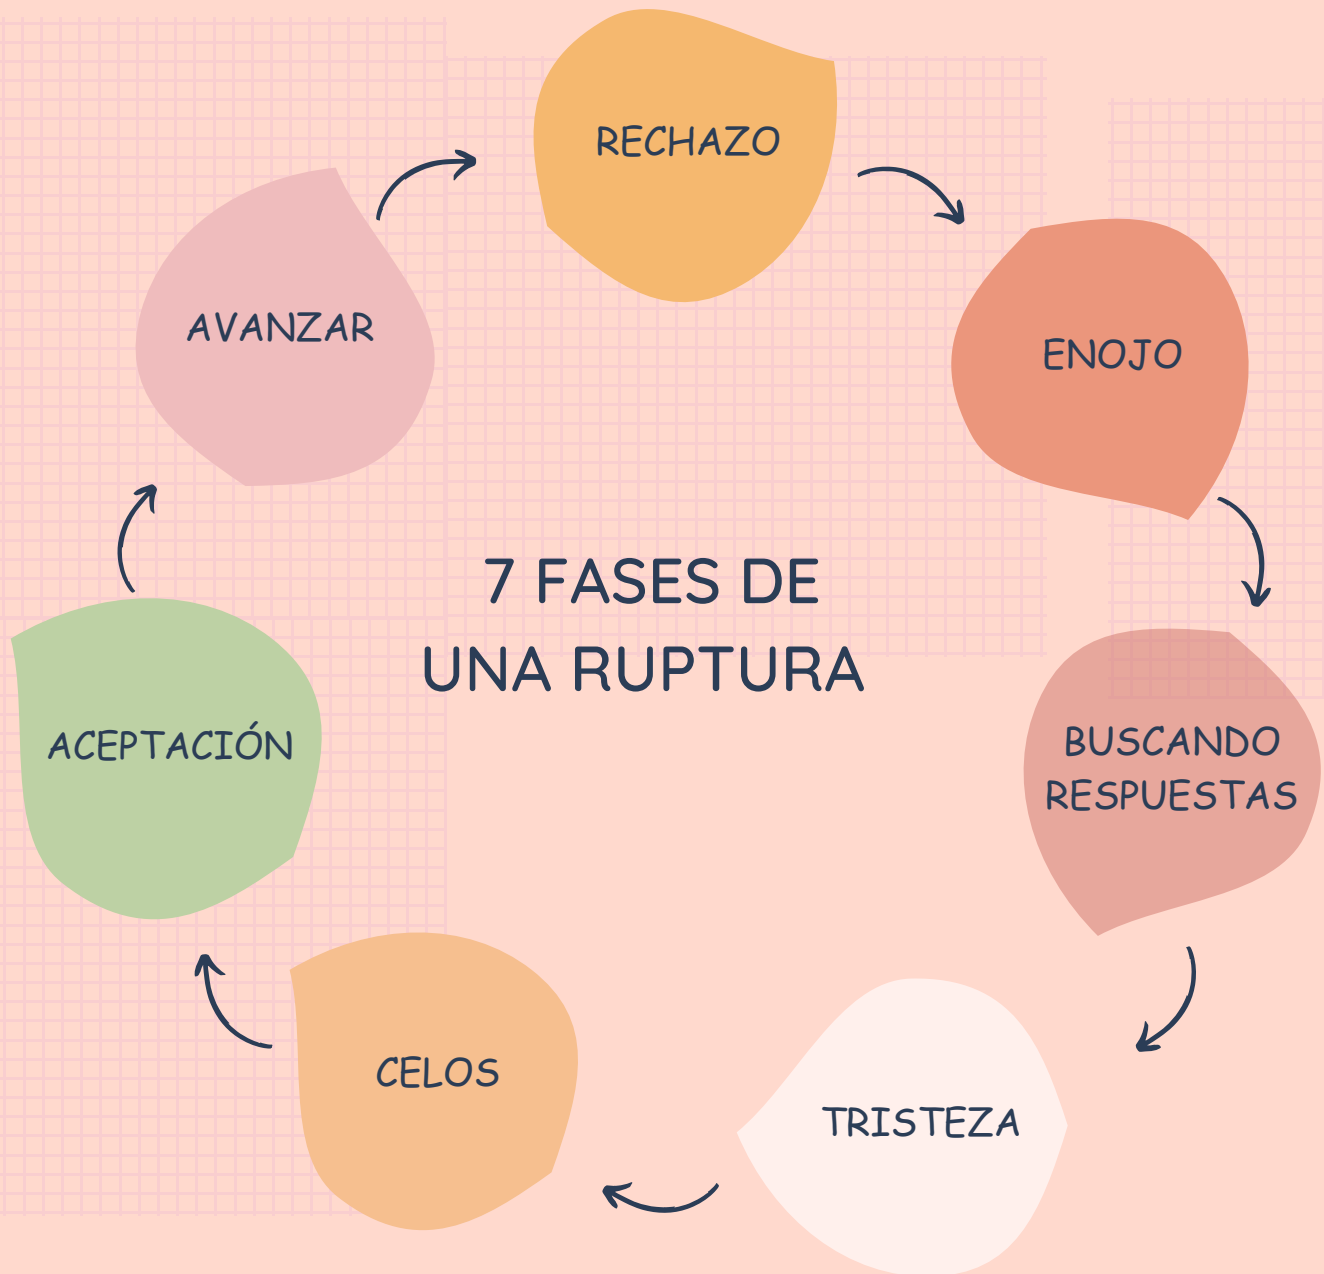 RECHAZO
ENOJO
BUSCANDO
RESPUESTAS
TRISTEZA
CELOS
ACEPTACIÓN
AVANZAR
7 FASES DE
UNA RUPTURA